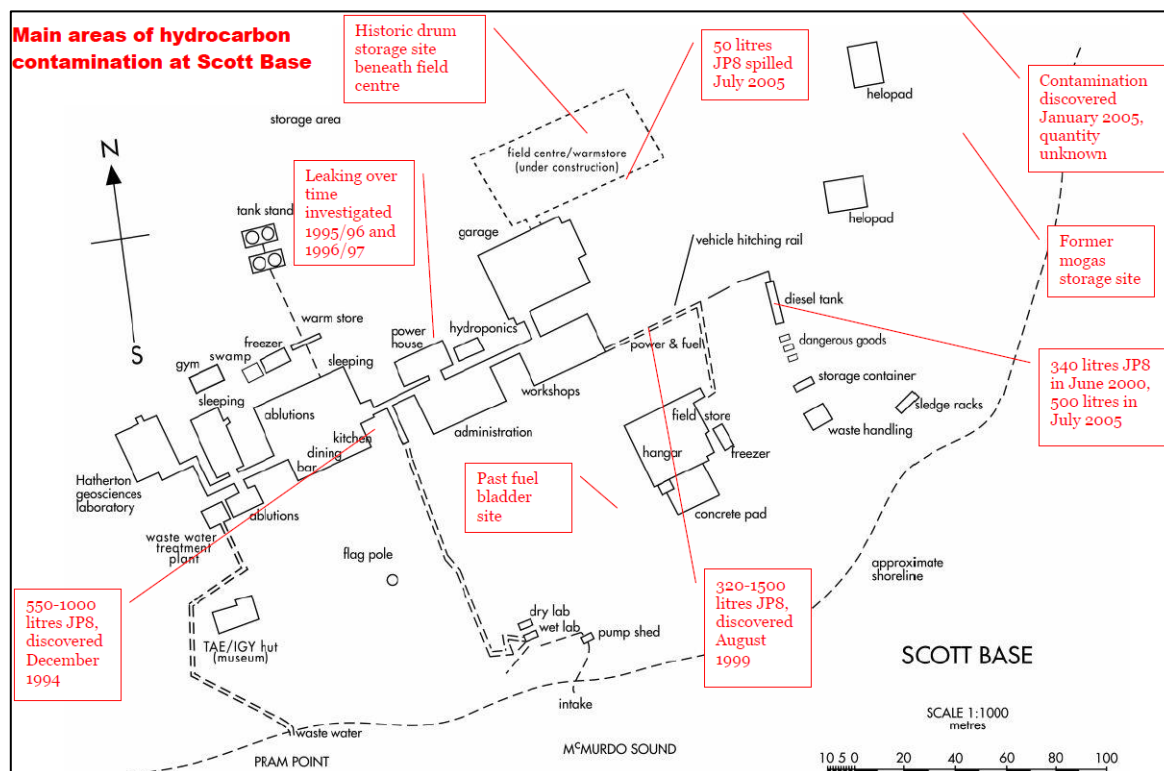 Main areas of hydrocarbon
contamination at Scott Base
Historic drum
storage site
beneath field
centre
50 litres
JP8 spilled
July 2005
helopad
Contamination
discovered
January 2005,
quantity
unknown
storage area
N
S
field centre/warmstore
(under construction)
Leaking over
time
investigated
1995/96 and
1996/97
tank stand
garage
helopad
vehicle hitching rail
Former
mogas
storage site
diesel tank
warm store
power
house
hydroponics
freezer
swamp
gym
sleeping
power & fuel
dangerous goods
sleeping
ablutions
workshops
storage container
340 litres JP8
in June 2000,
500 litres in
July 2005
sledge racks
waste handling
administration
kitchen
dining
bar
field
store
hangar
freezer
Hatherton
geosciences
laboratory
ablutions
Past fuel
bladder
site
concrete pad
waste water
treatment
plant
flag pole
approximate
shoreline
550-1000
litres JP8,
discovered
December
1994
320-1500
litres JP8,
discovered
August
1999
dry lab
wet lab
pump shed
TAE/IGY hut
(museum)
intake
SCOTT BASE
SCALE 1:1000
metres
waste water
PRAM POINT
McMURDO SOUND
10 5 0 20 40 60 80 100